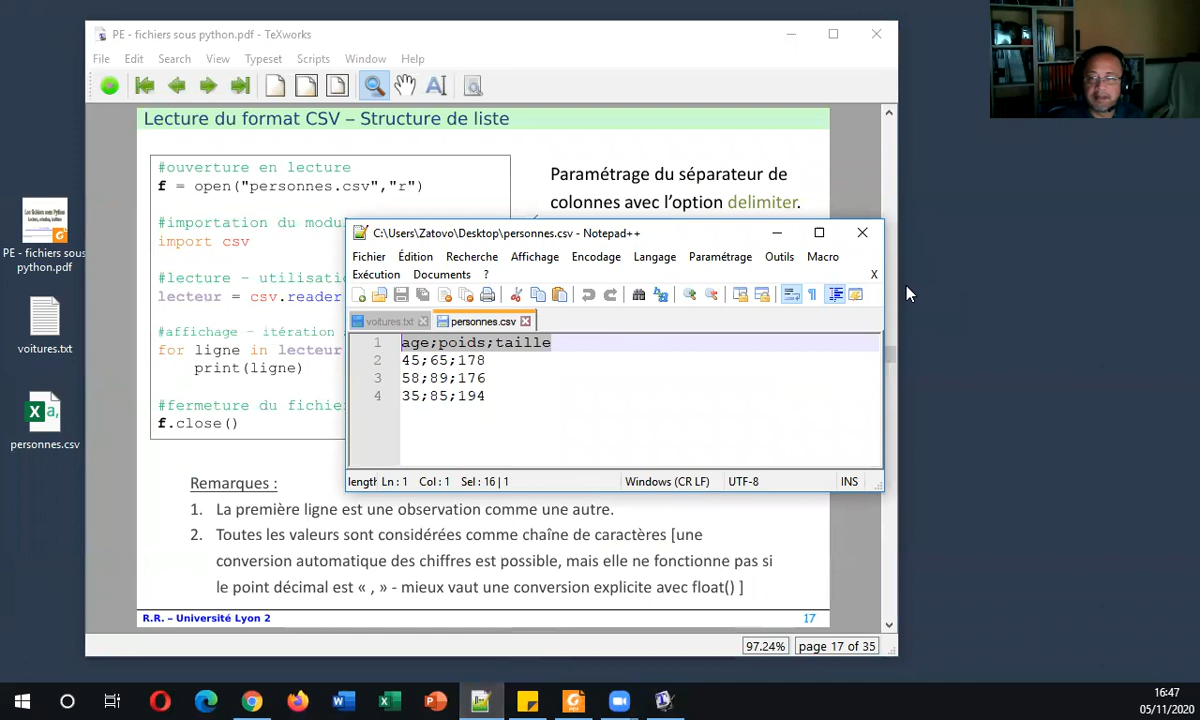 PE - fichiers sous python.pdf - TeXworks
File Edit Search View Typeset Scripts Window Help
Lecture du format CSV – Structure de liste
#ouverture en lecture
f = open("personnes.csv","r")
#importation du modu
import csv
#lecture - utilisatio
lecteur = csv.reader
#affichage - itération
for ligne in lecteur
print(ligne)
#fermeture du fichier
f.close()
Paramétrage du séparateur de
colonnes avec l'option delimiter.
C:\Users\Zatovo\Desktop\personnes.csv - Notepad++
Fichier Édition Recherche Affichage Encodage Langage Paramétrage Outils Macro
Exécution Documents ? X
voitures.txt personnes.csv
1 age;poids;taille
2 45;65;178
3 58;89;176
4 35;85;194
length Ln : 1 Col : 1 Sel : 16 | 1 Windows (CR LF) UTF-8 INS
Remarques :
1. La première ligne est une observation comme une autre.
2. Toutes les valeurs sont considérées comme chaîne de caractères [une
conversion automatique des chiffres est possible, mais elle ne fonctionne pas si
le point décimal est « , » - mieux vaut une conversion explicite avec float() ]
R.R. – Université Lyon 2 17
97.24% page 17 of 35
PE - fichiers sous
python.pdf
voitures.txt
personnes.csv
16:47
05/11/2020